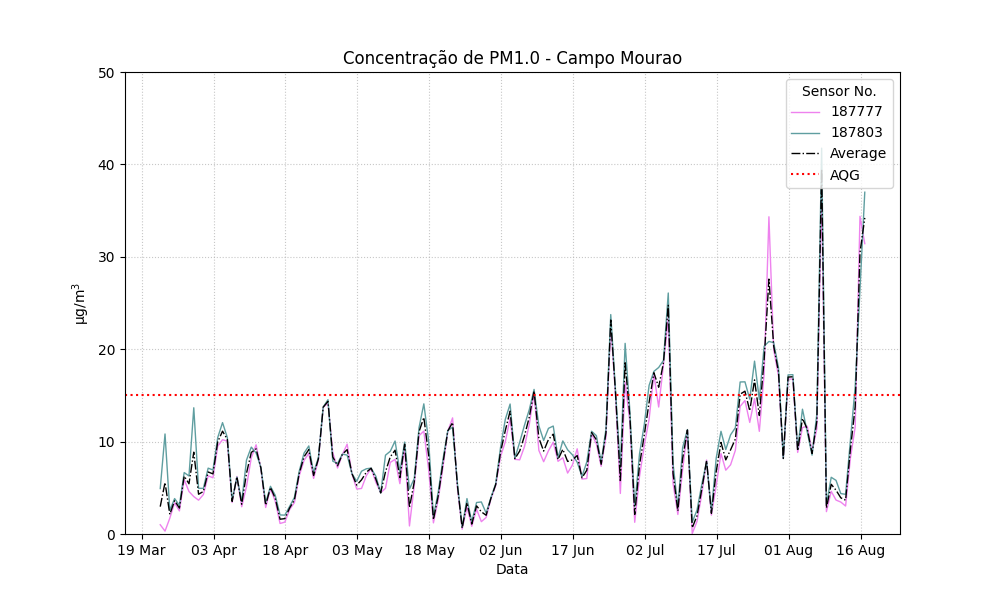 Concentração de PM1.0 - Campo Mourao
50
40
30
20
10
0
µg/m³
Sensor No.
187777
187803
Average
AQG
19 Mar 03 Apr 18 Apr 03 May 18 May 02 Jun 17 Jun 02 Jul 17 Jul 01 Aug 16 Aug
Data